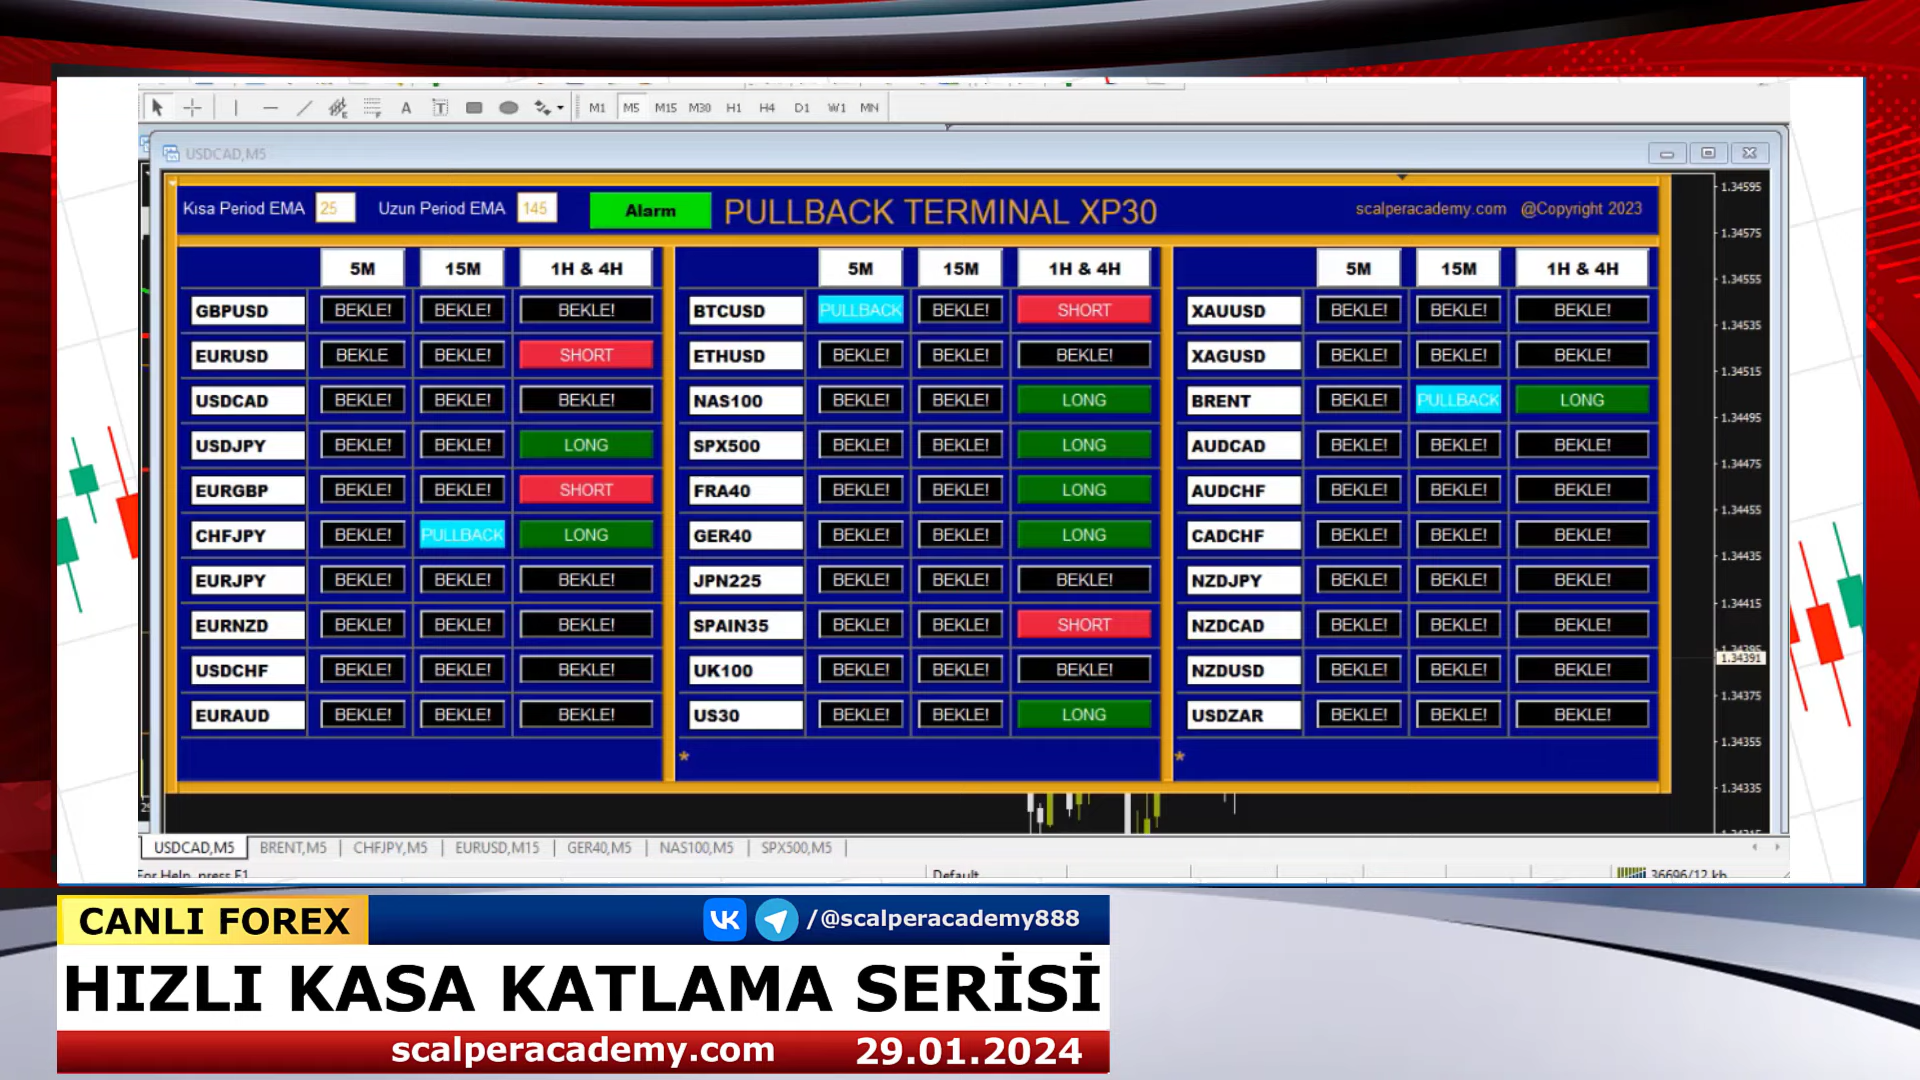 M1 M5 M15 M30 H1 H4 D1 W1 MN
USDCAD,M5
Kısa Period EMA 25 Uzun Period EMA 145 Alarm PULLBACK TERMINAL XP30 scalperacademy.com @Copyright 2023
5M 15M 1H & 4H 5M 15M 1H & 4H 5M 15M 1H & 4H
GBPUSD BEKLE! BEKLE! BEKLE! BTCUSD PULLBACK BEKLE! SHORT XAUUSD BEKLE! BEKLE! BEKLE!
EURUSD BEKLE BEKLE! SHORT ETHUSD BEKLE! BEKLE! BEKLE! XAGUSD BEKLE! BEKLE! BEKLE!
USDCAD BEKLE! BEKLE! BEKLE! NAS100 BEKLE! BEKLE! LONG BRENT BEKLE! PULLBACK LONG
USDJPY BEKLE! BEKLE! LONG SPX500 BEKLE! BEKLE! LONG AUDCAD BEKLE! BEKLE! BEKLE!
EURGBP BEKLE! BEKLE! SHORT FRA40 BEKLE! BEKLE! LONG AUDCHF BEKLE! BEKLE! BEKLE!
CHFJPY BEKLE! PULLBACK LONG GER40 BEKLE! BEKLE! LONG CADCHF BEKLE! BEKLE! BEKLE!
EURJPY BEKLE! BEKLE! BEKLE! JPN225 BEKLE! BEKLE! BEKLE! NZDJPY BEKLE! BEKLE! BEKLE!
EURNZD BEKLE! BEKLE! BEKLE! SPAIN35 BEKLE! BEKLE! SHORT NZDCAD BEKLE! BEKLE! BEKLE!
USDCHF BEKLE! BEKLE! BEKLE! UK100 BEKLE! BEKLE! BEKLE! NZDUSD BEKLE! BEKLE! BEKLE!
EURAUD BEKLE! BEKLE! BEKLE! US30 BEKLE! BEKLE! LONG USDZAR BEKLE! BEKLE! BEKLE!
* *
1.34595
1.34575
1.34555
1.34535
1.34515
1.34495
1.34475
1.34455
1.34435
1.34415
1.34395
1.34391
1.34375
1.34355
1.34335
1.34315
USDCAD,M5 BRENT,M5 CHFJPY,M5 EURUSD,M15 GER40,M5 NAS100,M5 SPX500,M5
For Help, press F1 Default 36696/12 kb
CANLI FOREX /@scalperacademy888
HIZLI KASA KATLAMA SERİSİ
scalperacademy.com 29.01.2024